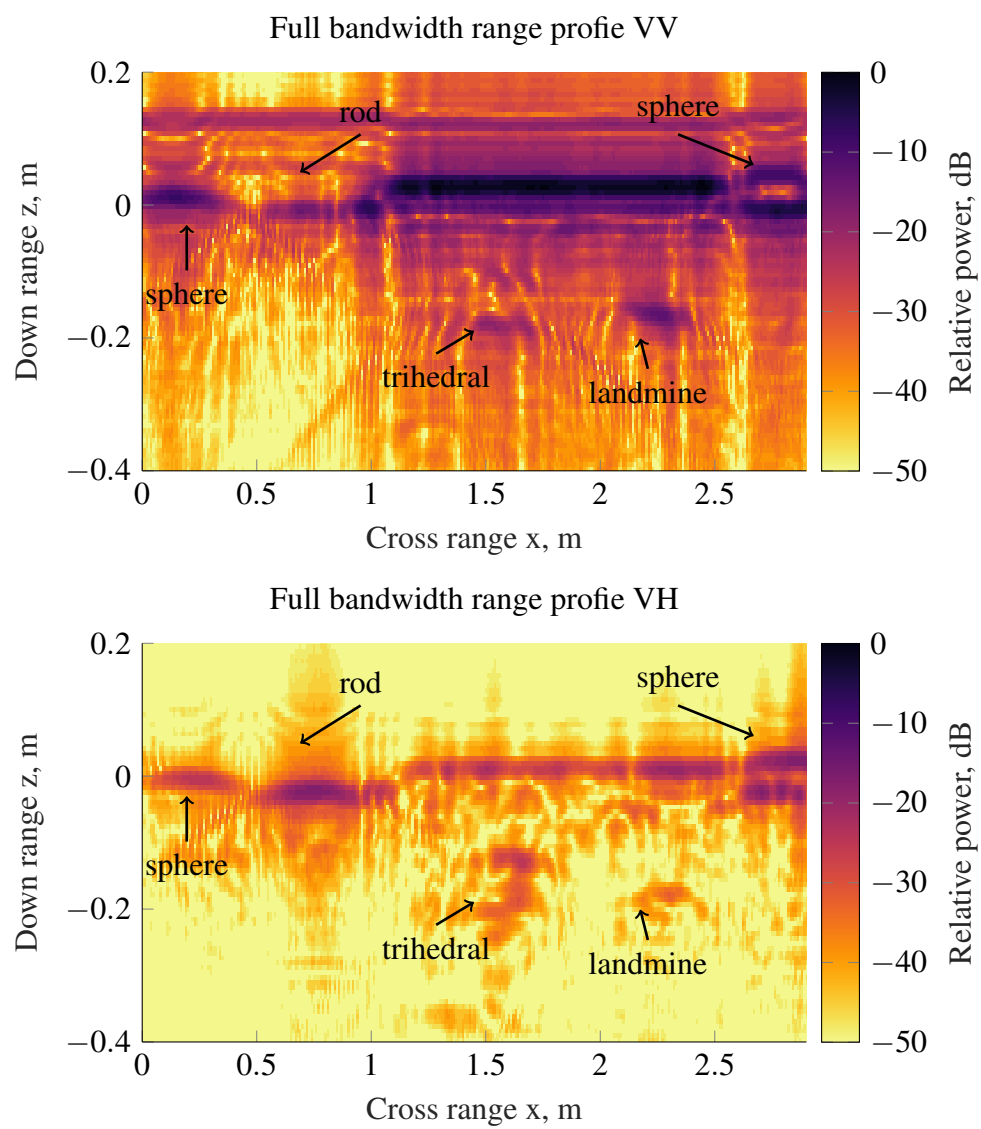 Full bandwidth range profie VV
0.2
0
−0.2
−0.4
Down range z, m
rod
sphere
sphere
trihedral
landmine
0
0.5
1
1.5
2
2.5
Cross range x, m
0
−10
−20
−30
−40
−50
Relative power, dB
Full bandwidth range profie VH
0.2
0
−0.2
−0.4
Down range z, m
rod
sphere
sphere
trihedral
landmine
0
0.5
1
1.5
2
2.5
Cross range x, m
0
−10
−20
−30
−40
−50
Relative power, dB